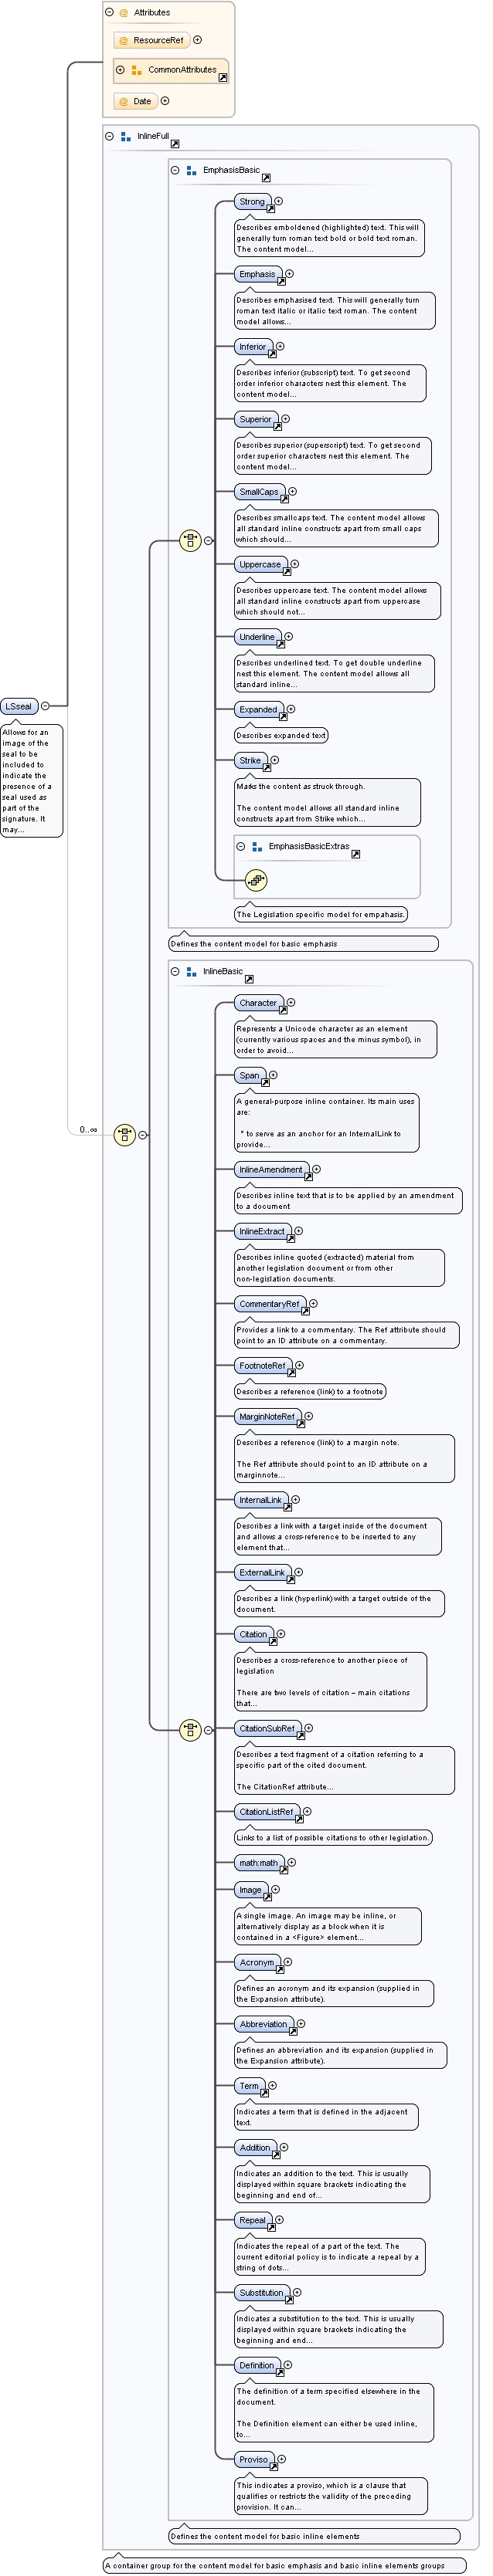 Attributes
ResourceRef
CommonAttributes
Date
InlineFull
EmphasisBasic
Strong
Describes emboldened (highlighted) text. This will
generally turn roman text bold or bold text roman.
The content model...
Emphasis
Describes emphasised text. This will generally turn
roman text italic or italic text roman. The content
model allows...
Inferior
Describes inferior (subscript) text. To get second
order inferior characters nest this element. The
content model...
Superior
Describes superior (superscript) text. To get second
order superior characters nest this element. The
content model...
SmallCaps
Describes smallcaps text. The content model allows
all standard inline constructs apart from small caps
which should...
Uppercase
Describes uppercase text. The content model allows
all standard inline constructs apart from uppercase
which should not...
Underline
Describes underlined text. To get double underline
nest this element. The content model allows all
standard inline...
Expanded
Describes expanded text
LSseal
Allows for an
image of the
seal to be
included to
indicate the
presence of a
seal used as
part of the
signature. It
may...
Strike
Marks the content as struck through.
The content model allows all standard inline
constructs apart from Strike which...
EmphasisBasicExtras
The Legislation specific model for empahasis.
Defines the content model for basic emphasis
InlineBasic
Character
Represents a Unicode character as an element
(currently various spaces and the minus symbol), in
order to avoid...
Span
A general-purpose inline container. Its main uses
are:
* to serve as an anchor for an InternalLink to
provide...
0..∞
InlineAmendment
Describes inline text that is to be applied by an amendment
to a document
InlineExtract
Describes inline quoted (extracted) material from
another legislation document or from other
non-legislation documents.
CommentaryRef
Provides a link to a commentary. The Ref attribute should
point to an ID attribute on a commentary.
FootnoteRef
Describes a reference (link) to a footnote
MarginNoteRef
Describes a reference (link) to a margin note.
The Ref attribute should point to an ID attribute on a
marginnote...
InternalLink
Describes a link with a target inside of the document
and allows a cross-reference to be inserted to any
element that...
ExternalLink
Describes a link (hyperlink) with a target outside of the
document.
Citation
Describes a cross-reference to another piece of
legislation
There are two levels of citation – main citations
that...
CitationSubRef
Describes a text fragment of a citation referring to a
specific part of the cited document.
The CitationRef attribute...
CitationListRef
Links to a list of possible citations to other legislation.
math:math
Image
A single image. An image may be inline, or
alternatively display as a block when it is
contained in a <Figure> element...
Acronym
Defines an acronym and its expansion (supplied in
the Expansion attribute).
Abbreviation
Defines an abbreviation and its expansion (supplied in
the Expansion attribute).
Term
Indicates a term that is defined in the adjacent
text.
Addition
Indicates an addition to the text. This is usually
displayed within square brackets indicating the
beginning and end of...
Repeal
Indicates the repeal of a part of the text. The
current editorial policy is to indicate a repeal by a
string of dots...
Substitution
Indicates a substitution to the text. This is usually
displayed within square brackets indicating the
beginning and end...
Definition
The definition of a term specified elsewhere in the
document.
The Definition element can either be used inline,
to...
Proviso
This indicates a proviso, which is a clause that
qualifies or restricts the validity of the preceding
provision. It can...
Defines the content model for basic inline elements
A container group for the content model for basic emphasis and basic inline elements groups